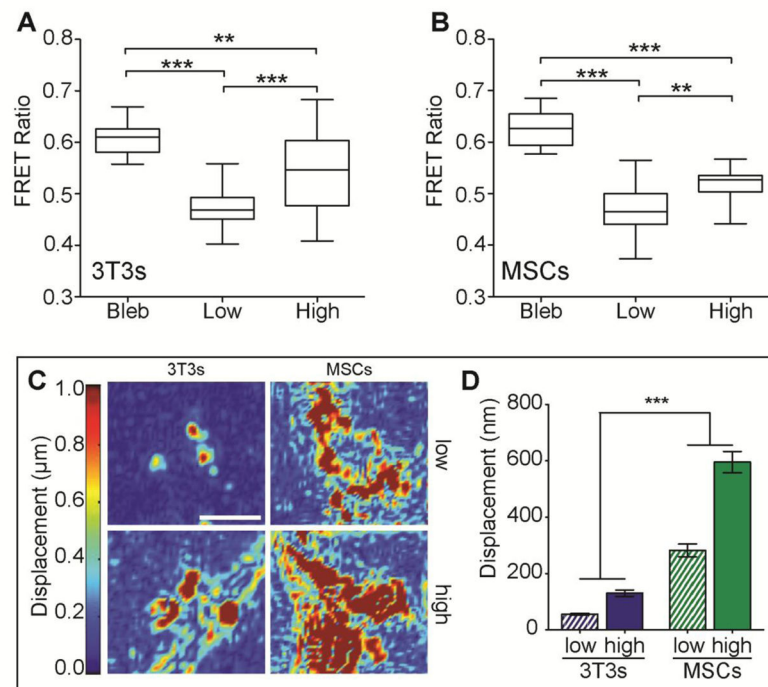 A
0.8
0.7
0.6
0.5
0.4
0.3
FRET Ratio
**
***
***
3T3s
Bleb Low High
B
0.8
0.7
0.6
0.5
0.4
0.3
FRET Ratio
***
***
**
MSCs
Bleb Low High
C
3T3s MSCs
Displacement (µm)
1.0
0.8
0.6
0.4
0.2
0.0
low
high
D
Displacement (nm)
800
600
400
200
0
***
low high low high
3T3s MSCs